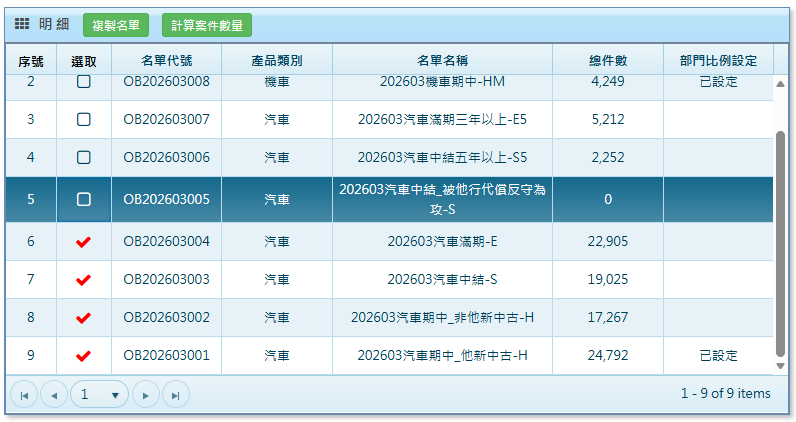 明細 複製名單 計算案件數量
序號 選取 名單代號 產品類別 名單名稱 總件數 部門比例設定
2 OB202603008 機車 202603機車期中-HM 4,249 已設定
3 OB202603007 汽車 202603汽車滿期三年以上-E5 5,212
4 OB202603006 汽車 202603汽車中結五年以上-S5 2,252
5 OB202603005 汽車 202603汽車中結_被他行代償反守為 0
攻-S
6 OB202603004 汽車 202603汽車滿期-E 22,905
7 OB202603003 汽車 202603汽車中結-S 19,025
8 OB202603002 汽車 202603汽車期中_非他新中古-H 17,267
9 OB202603001 汽車 202603汽車期中_他新中古-H 24,792 已設定
1 1 - 9 of 9 items